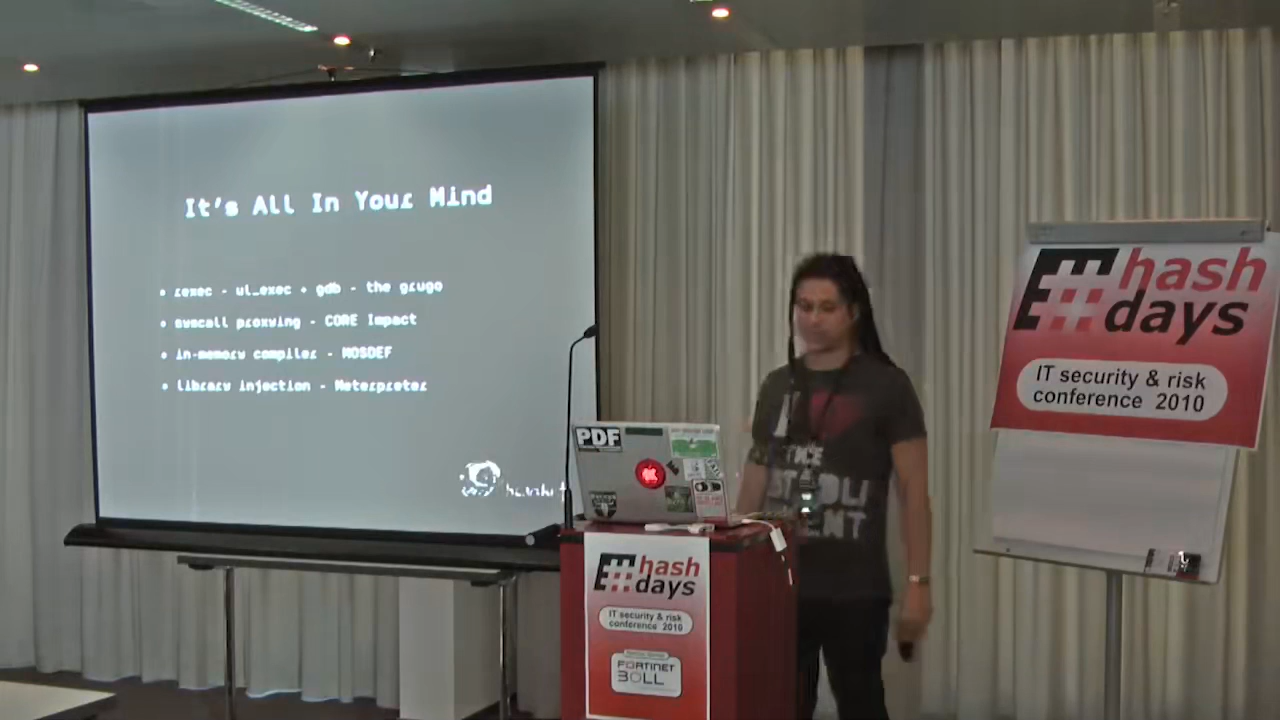 It's All In Your Mind
• rexec - ul_exec + gdb - the grugq
• syscall proxying - CORE Impact
• in-memory compiler - MOSDEF
• library injection - Meterpreter
PDF
hash
days
IT security & risk
conference 2010
FORTINET
BOLL
hash
days
IT security & risk
conference 2010